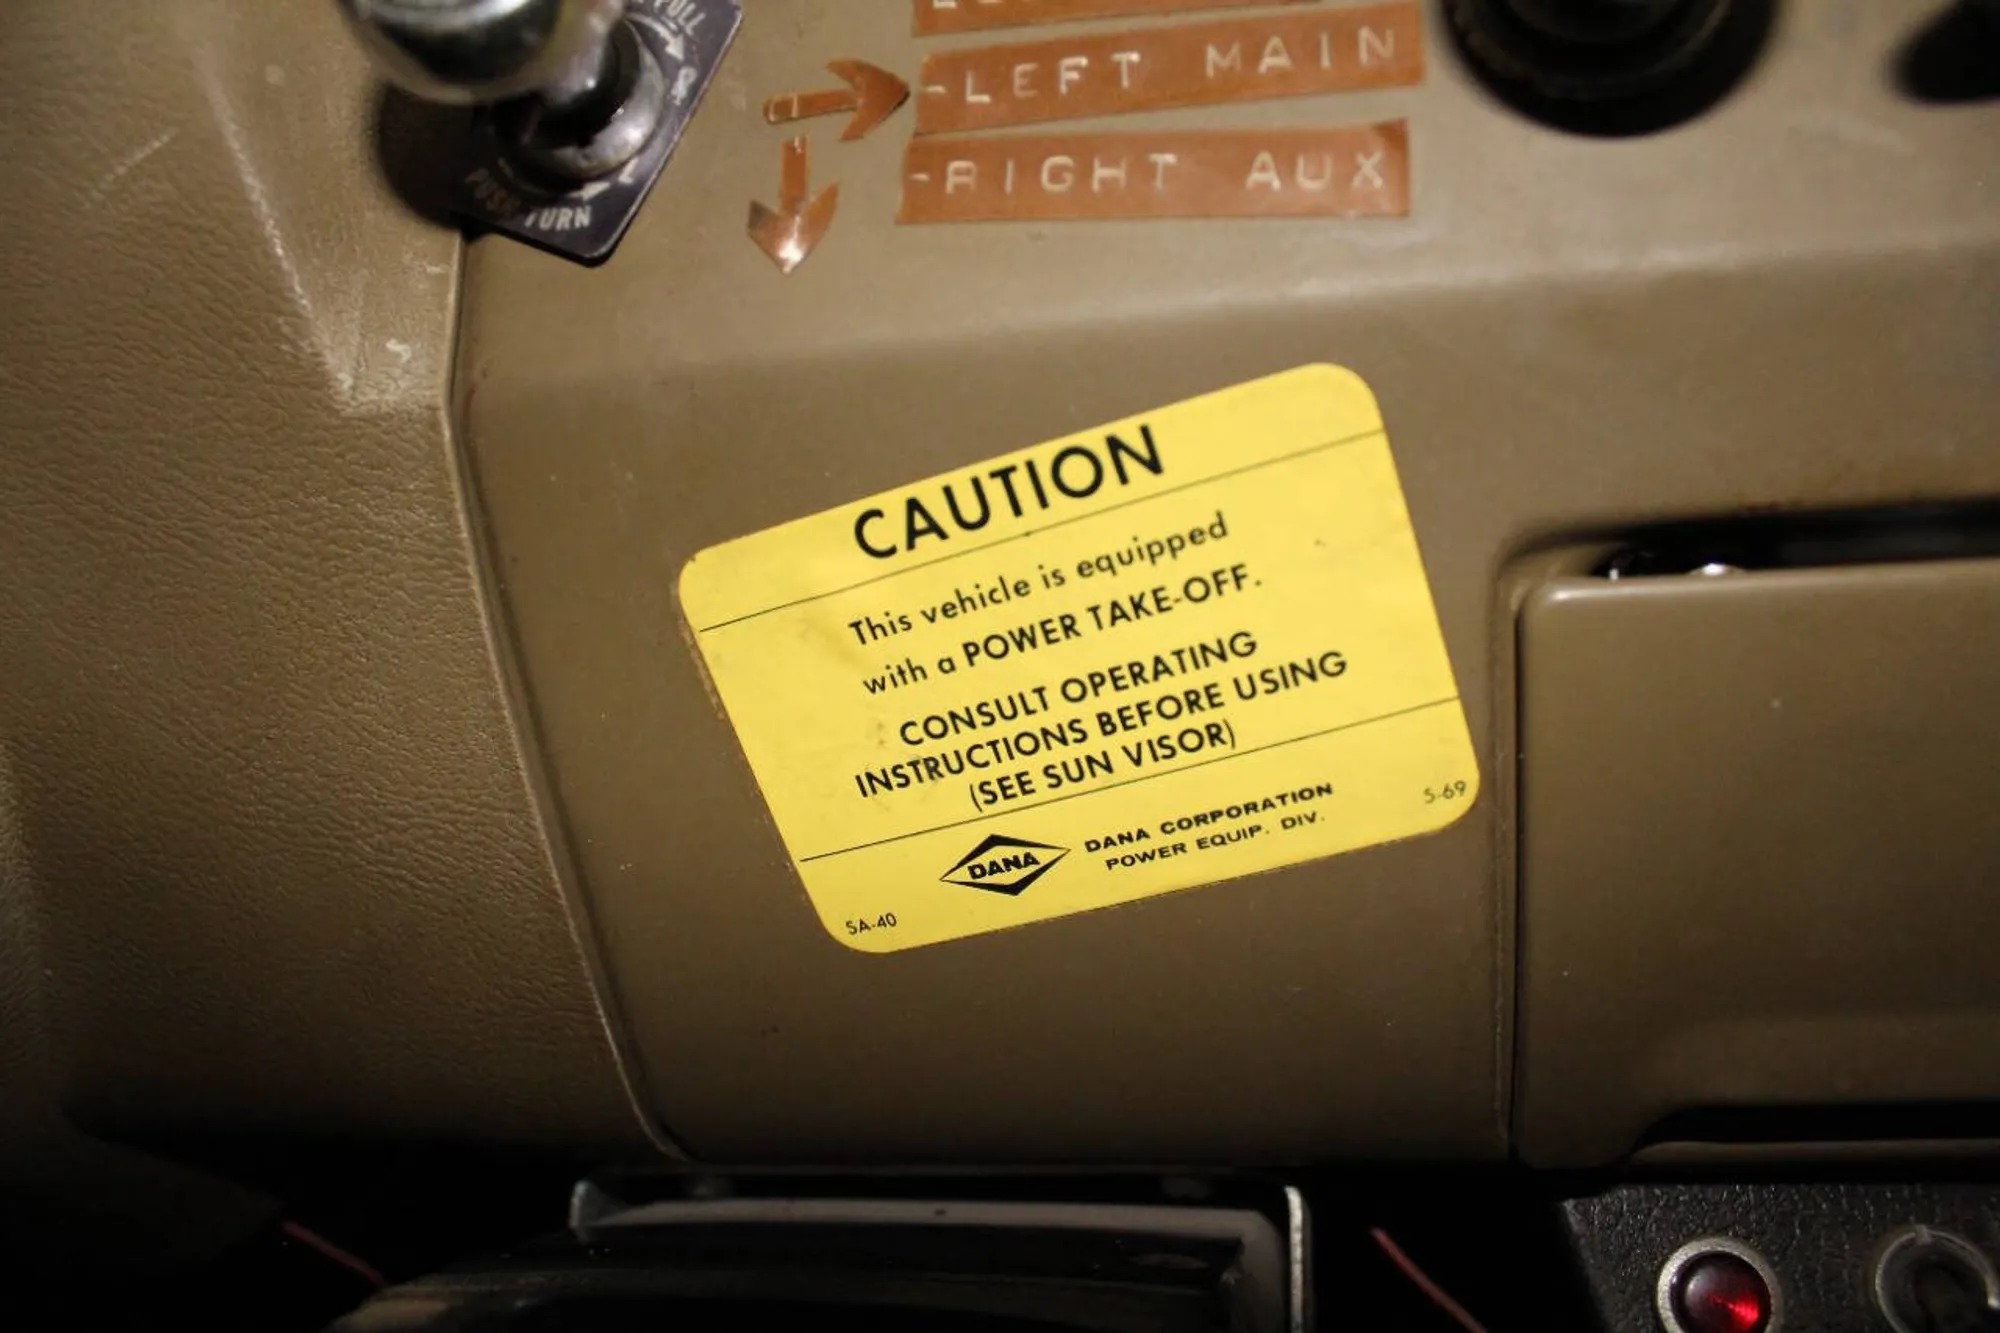 PULL
&
PUSH TURN
-LEFT MAIN
-RIGHT AUX
CAUTION
This vehicle is equipped
with a POWER TAKE-OFF.
CONSULT OPERATING
INSTRUCTIONS BEFORE USING
(SEE SUN VISOR)
DANA
DANA CORPORATION
POWER EQUIP. DIV.
5-69
SA-40